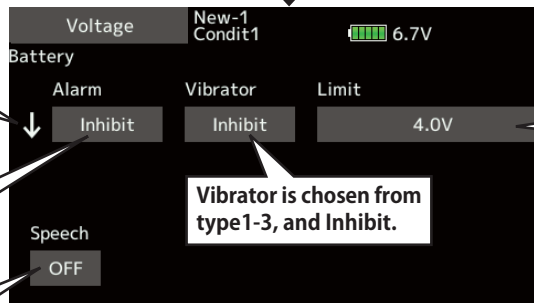 Voltage
New-1
Condit1
6.7V
Battery
Alarm
Vibrator
Limit
↓
Inhibit
Inhibit
4.0V
Vibrator is chosen from
type1-3, and Inhibit.
Speech
OFF